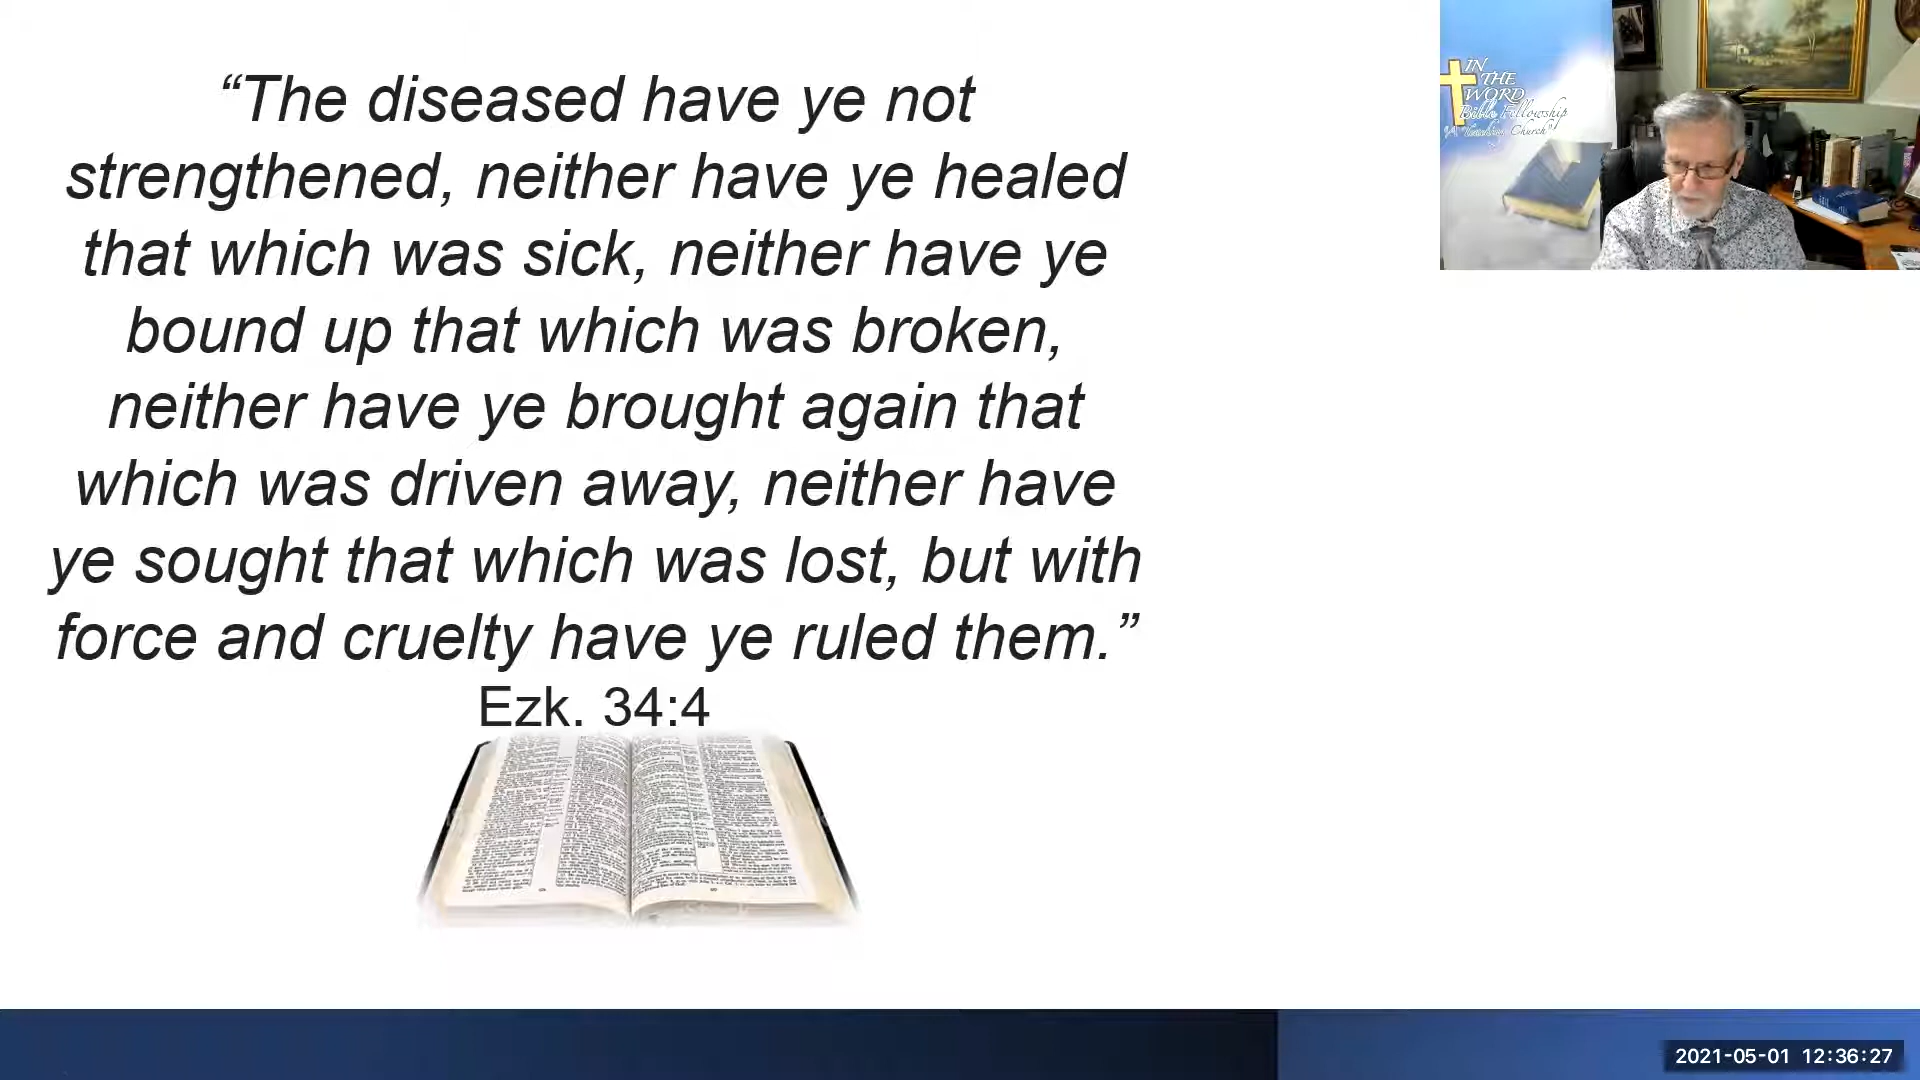 “The diseased have ye not
strengthened, neither have ye healed
that which was sick, neither have ye
bound up that which was broken,
neither have ye brought again that
which was driven away, neither have
ye sought that which was lost, but with
force and cruelty have ye ruled them.”
Ezk. 34:4
IN
THE
WORD
Bible Fellowship
"A Teaching Church"
2021-05-01 12:36:27